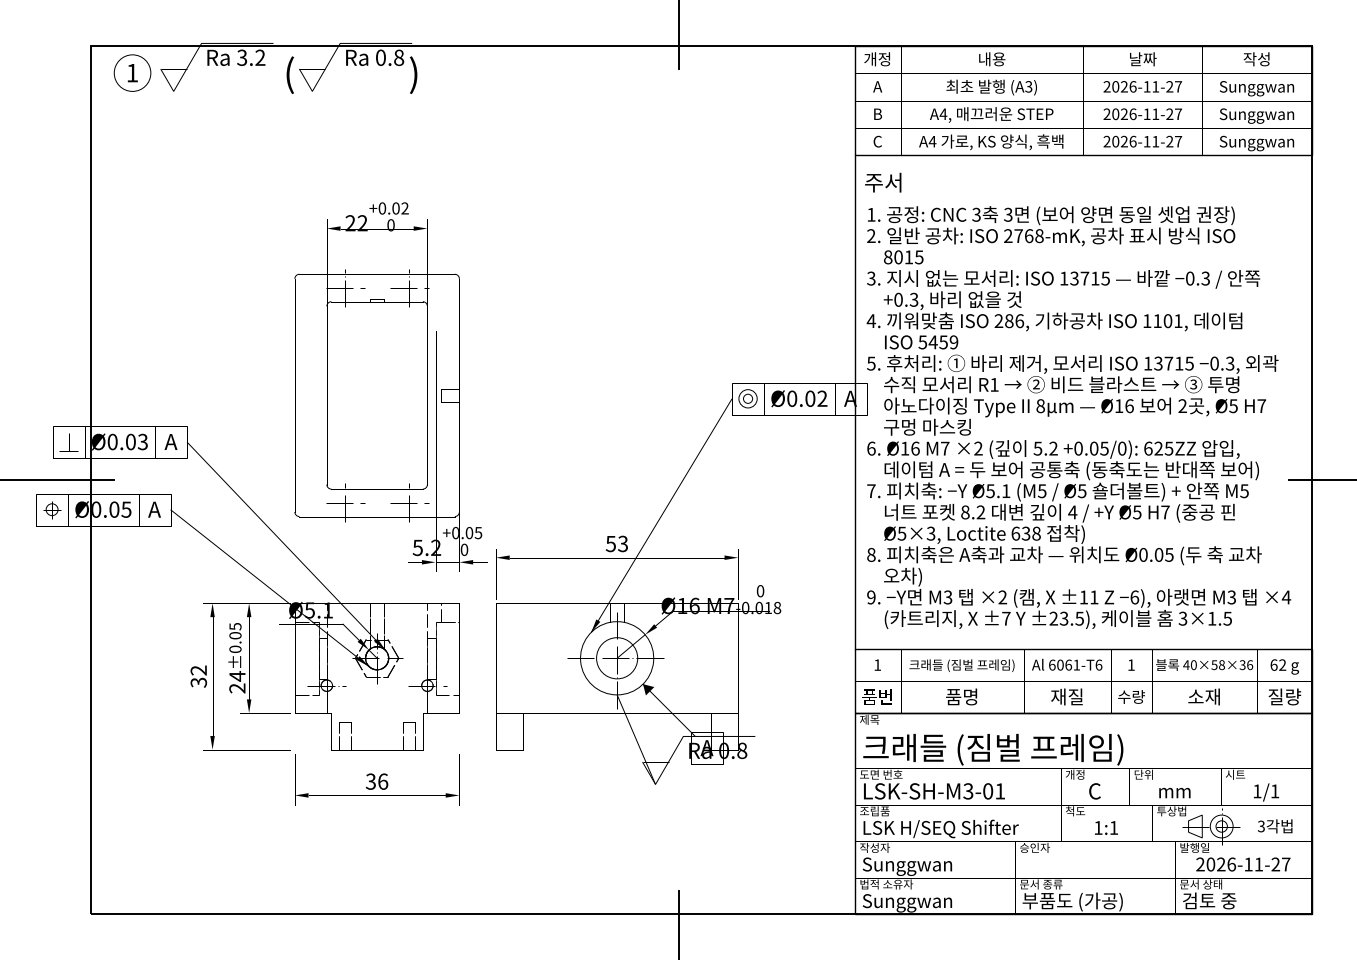 1 Ra 3.2 (Ra 0.8)
개정 내용 날짜 작성
A 최초 발행 (A3) 2026-11-27 Sunggwan
B A4, 매끄러운 STEP 2026-11-27 Sunggwan
C A4 가로, KS 양식, 흑백 2026-11-27 Sunggwan
주서
1. 공정: CNC 3축 3면 (보어 양면 동일 셋업 권장)
2. 일반 공차: ISO 2768-mK, 공차 표시 방식 ISO
8015
3. 지시 없는 모서리: ISO 13715 — 바깥 −0.3 / 안쪽
+0.3, 바리 없을 것
4. 끼워맞춤 ISO 286, 기하공차 ISO 1101, 데이텀
ISO 5459
5. 후처리: ① 바리 제거, 모서리 ISO 13715 −0.3, 외곽
수직 모서리 R1 → ② 비드 블라스트 → ③ 투명
아노다이징 Type II 8µm — Ø16 보어 2곳, Ø5 H7
구멍 마스킹
6. Ø16 M7 ×2 (깊이 5.2 +0.05/0): 625ZZ 압입,
데이텀 A = 두 보어 공통축 (동축도는 반대쪽 보어)
7. 피치축: −Y Ø5.1 (M5 / Ø5 숄더볼트) + 안쪽 M5
너트 포켓 8.2 대변 깊이 4 / +Y Ø5 H7 (중공 핀
Ø5×3, Loctite 638 접착)
8. 피치축은 A축과 교차 — 위치도 Ø0.05 (두 축 교차
오차)
9. −Y면 M3 탭 ×2 (캠, X ±11 Z −6), 아랫면 M3 탭 ×4
(카트리지, X ±7 Y ±23.5), 케이블 홈 3×1.5
22 +0.02 0
◎ Ø0.02 A
⊥ Ø0.03 A
⌖ Ø0.05 A
5.2 +0.05 0
53
Ø5.1
Ø16 M7 0 -0.018
32
24±0.05
A
Ra 0.8
36
1 크래들 (짐벌 프레임) Al 6061-T6 1 블록 40×58×36 62 g
품번 품명 재질 수량 소재 질량
제목
크래들 (짐벌 프레임)
도면 번호 개정 단위 시트
LSK-SH-M3-01 C mm 1/1
조립품 척도 투상법
LSK H/SEQ Shifter 1:1 3각법
작성자 승인자 발행일
Sunggwan 2026-11-27
법적 소유자 문서 종류 문서 상태
Sunggwan 부품도 (가공) 검토 중